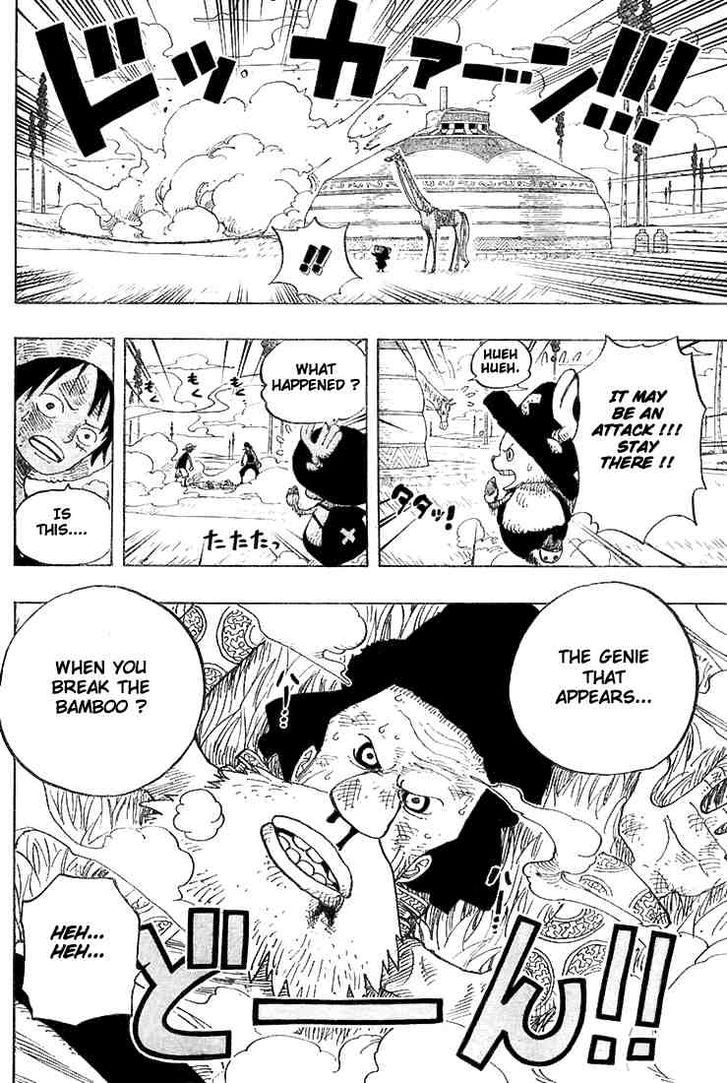 ドッカァーーン!!!
!!
HUEH
HUEH.
IT MAY
BE AN
ATTACK !!!
STAY
THERE !!
タタッ!
WHAT
HAPPENED ?
もく
もく
たたたっ
IS
THIS....
THE GENIE
THAT
APPEARS...
WHEN YOU
BREAK THE
BAMBOO ?
HEH...
HEH...
どーん!!